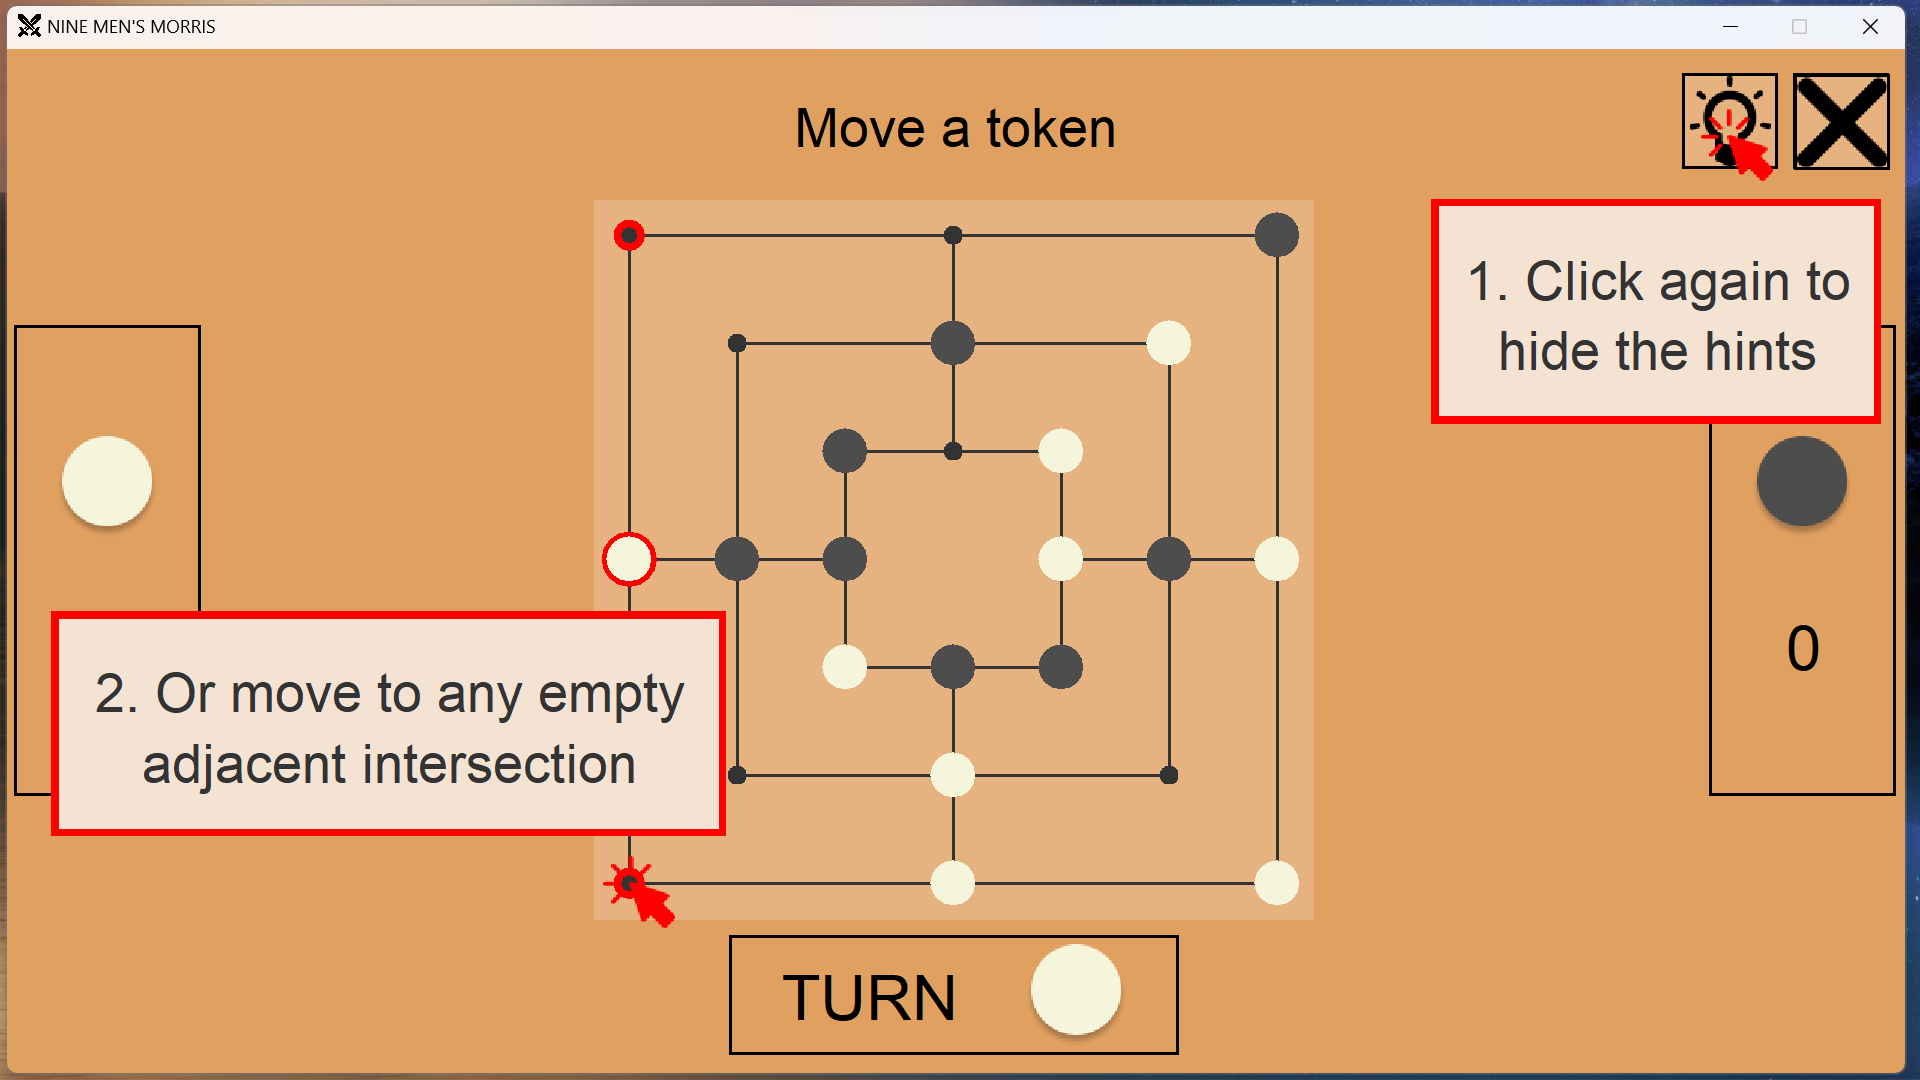 NINE MEN'S MORRIS
Move a token
1. Click again to
hide the hints
0
2. Or move to any empty
adjacent intersection
TURN